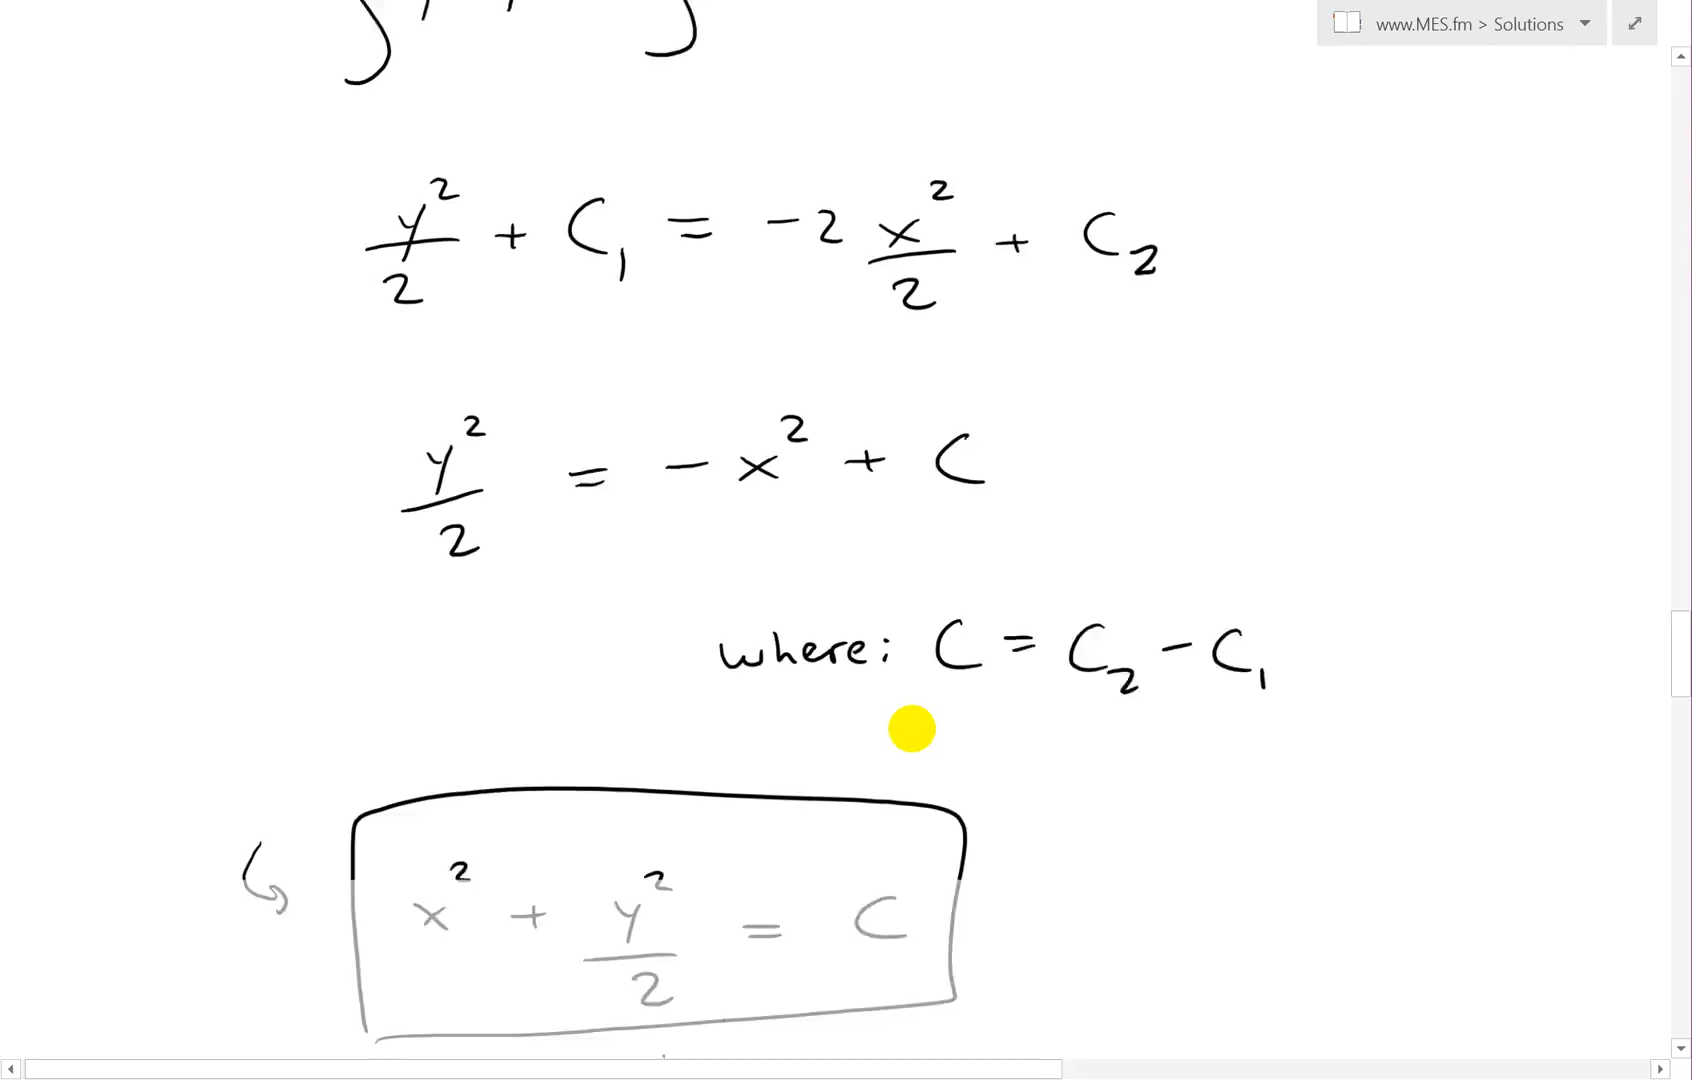 www.MES.fm > Solutions
y²/2 + C₁ = -2 x²/2 + C₂
y²/2 = - x² + C
where: C = C₂ - C₁
x² + y²/2 = C